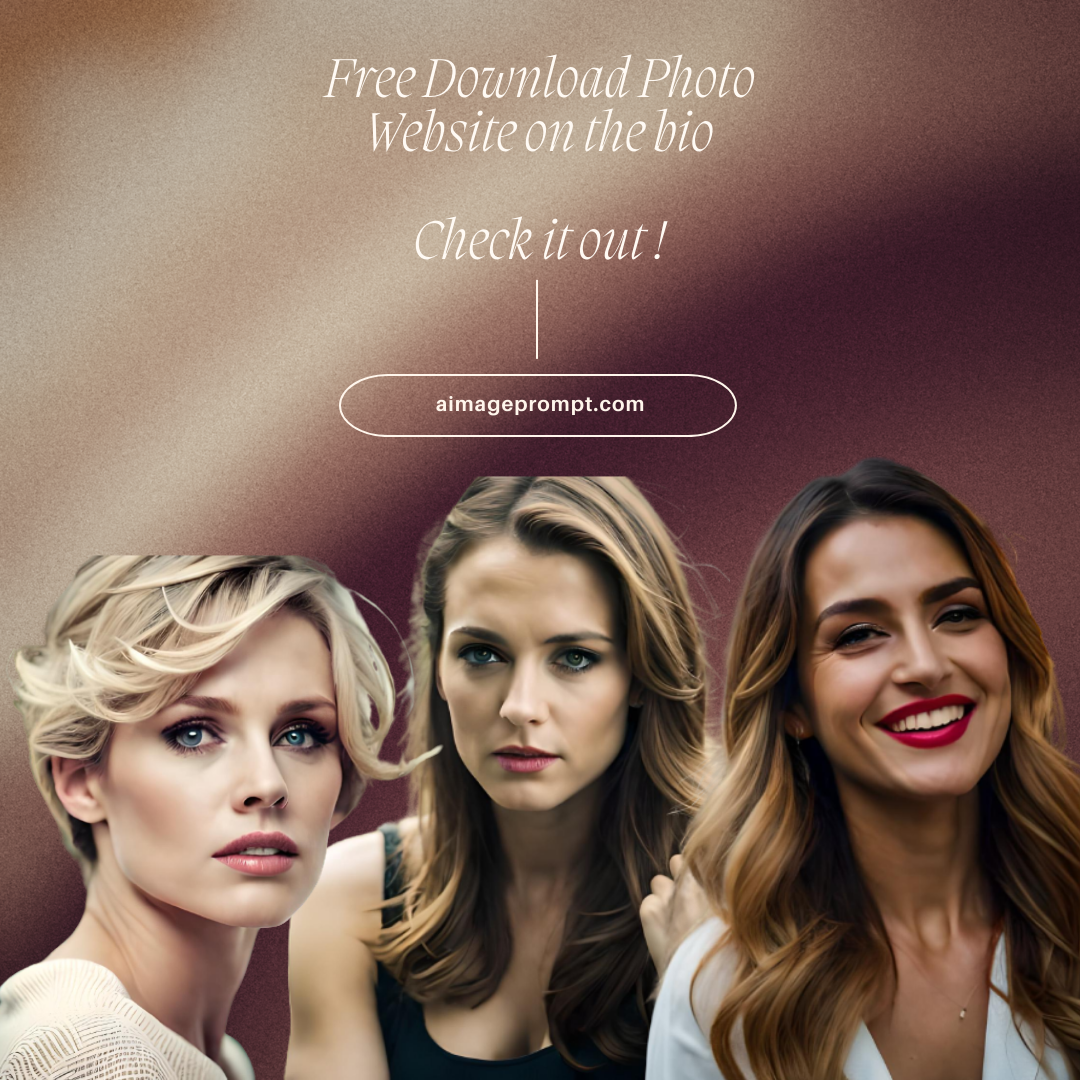 Free Download Photo
Website on the bio
Check it out !
aimageprompt.com